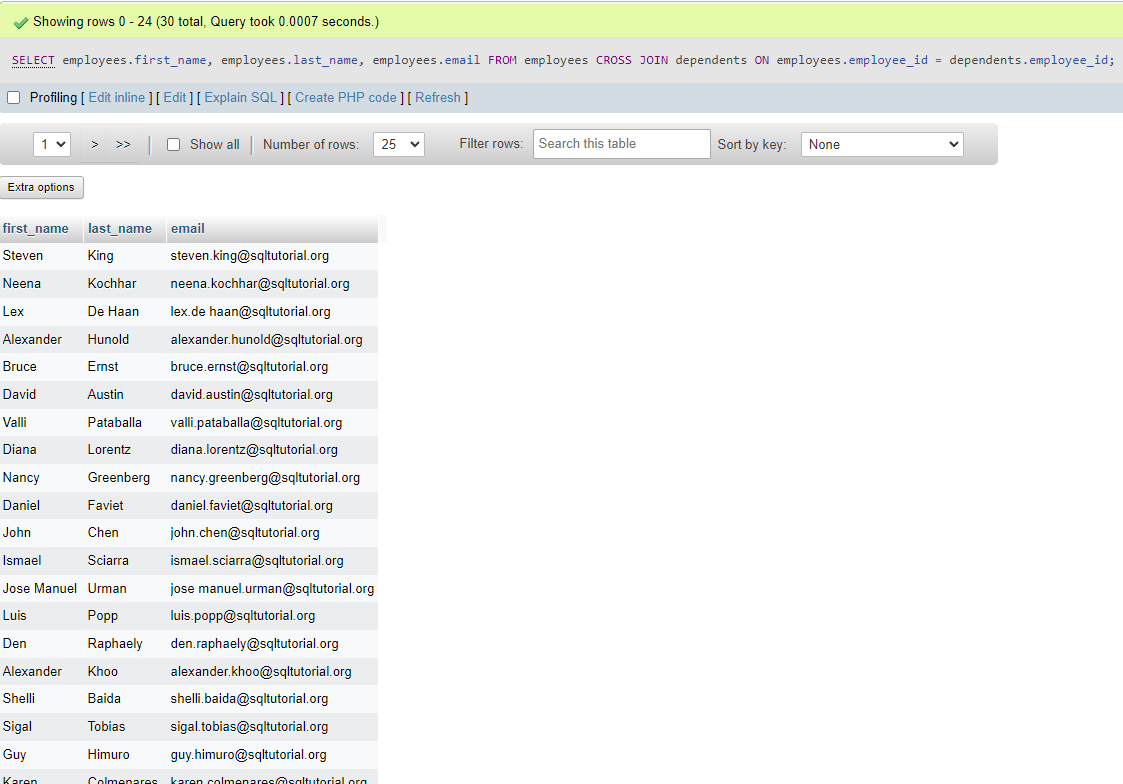 Showing rows 0 - 24 (30 total, Query took 0.0007 seconds.)
SELECT employees.first_name, employees.last_name, employees.email FROM employees CROSS JOIN dependents ON employees.employee_id = dependents.employee_id;
Profiling [ Edit inline ] [ Edit ] [ Explain SQL ] [ Create PHP code ] [ Refresh ]
1 > >> | Show all | Number of rows: 25 Filter rows: Search this table Sort by key: None
Extra options
first_name last_name email
Steven King steven.king@sqltutorial.org
Neena Kochhar neena.kochhar@sqltutorial.org
Lex De Haan lex.de haan@sqltutorial.org
Alexander Hunold alexander.hunold@sqltutorial.org
Bruce Ernst bruce.ernst@sqltutorial.org
David Austin david.austin@sqltutorial.org
Valli Pataballa valli.pataballa@sqltutorial.org
Diana Lorentz diana.lorentz@sqltutorial.org
Nancy Greenberg nancy.greenberg@sqltutorial.org
Daniel Faviet daniel.faviet@sqltutorial.org
John Chen john.chen@sqltutorial.org
Ismael Sciarra ismael.sciarra@sqltutorial.org
Jose Manuel Urman jose manuel.urman@sqltutorial.org
Luis Popp luis.popp@sqltutorial.org
Den Raphaely den.raphaely@sqltutorial.org
Alexander Khoo alexander.khoo@sqltutorial.org
Shelli Baida shelli.baida@sqltutorial.org
Sigal Tobias sigal.tobias@sqltutorial.org
Guy Himuro guy.himuro@sqltutorial.org
Karen Colmenares karen.colmenares@sqltutorial.org